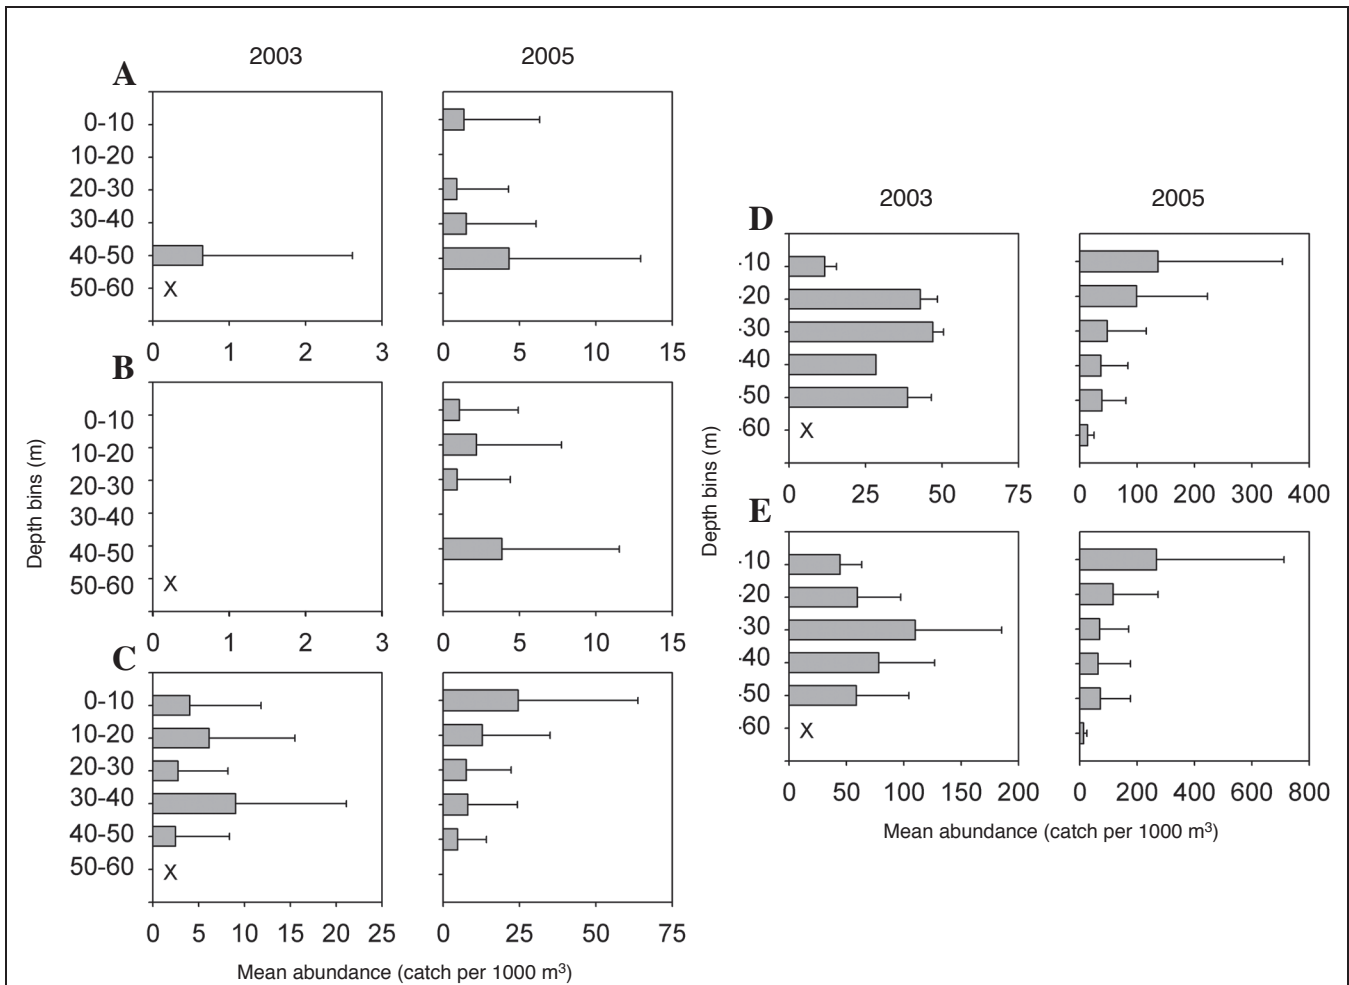 2003 2005
A
0-10
10-20
20-30
30-40
40-50
50-60 X
0 1 2 3 0 5 10 15
B
0-10
10-20
20-30
30-40
40-50
50-60 X
0 1 2 3 0 5 10 15
C
0-10
10-20
20-30
30-40
40-50
50-60 X
0 5 10 15 20 25 0 25 50 75
Depth bins (m)
Mean abundance (catch per 1000 m³)
2003 2005
D
-10
-20
-30
-40
-50
-60 X
0 25 50 75 0 100 200 300 400
E
-10
-20
-30
-40
-50
-60 X
0 50 100 150 200 0 200 400 600 800
Depth bins (m)
Mean abundance (catch per 1000 m³)